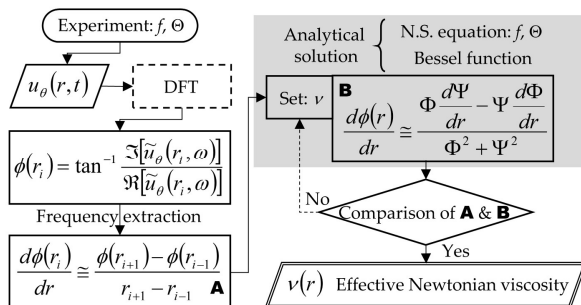 Experiment: f, Θ
u_θ(r,t)
DFT
φ(r_i) = tan⁻¹ ℑ[ũ_θ(r_i, ω)] / ℜ[ũ_θ(r_i, ω)]
Frequency extraction
dφ(r_i)/dr ≅ (φ(r_{i+1}) − φ(r_{i−1})) / (r_{i+1} − r_{i−1}) A
Analytical solution { N.S. equation: f, Θ
Bessel function
Set: ν
B dφ(r)/dr ≅ (Φ dΨ/dr − Ψ dΦ/dr) / (Φ² + Ψ²)
No
Comparison of A & B
Yes
ν(r) Effective Newtonian viscosity